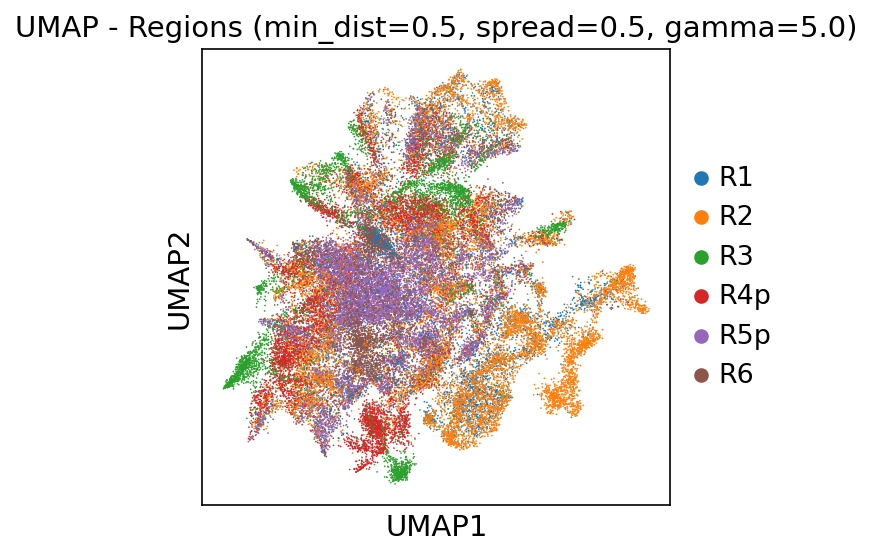 UMAP - Regions (min_dist=0.5, spread=0.5, gamma=5.0)
UMAP2
R1
R2
R3
R4p
R5p
R6
UMAP1